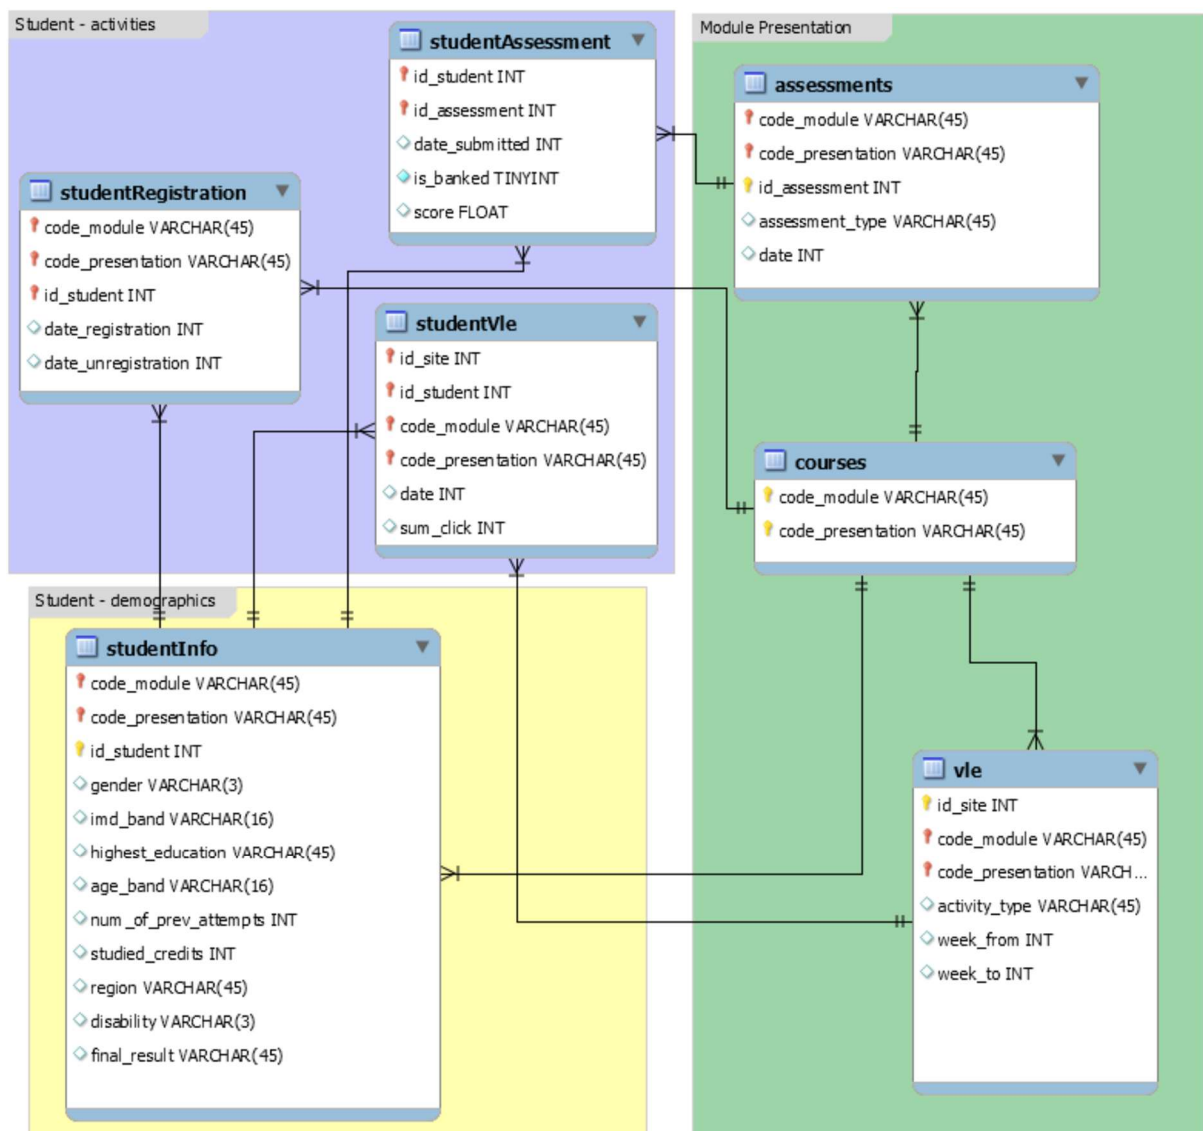 Student - activities
studentAssessment
id_student INT
id_assessment INT
date_submitted INT
is_banked TINYINT
score FLOAT
studentRegistration
code_module VARCHAR(45)
code_presentation VARCHAR(45)
id_student INT
date_registration INT
date_unregistration INT
studentVle
id_site INT
id_student INT
code_module VARCHAR(45)
code_presentation VARCHAR(45)
date INT
sum_click INT
Student - demographics
studentInfo
code_module VARCHAR(45)
code_presentation VARCHAR(45)
id_student INT
gender VARCHAR(3)
imd_band VARCHAR(16)
highest_education VARCHAR(45)
age_band VARCHAR(16)
num_of_prev_attempts INT
studied_credits INT
region VARCHAR(45)
disability VARCHAR(3)
final_result VARCHAR(45)
Module Presentation
assessments
code_module VARCHAR(45)
code_presentation VARCHAR(45)
id_assessment INT
assessment_type VARCHAR(45)
date INT
courses
code_module VARCHAR(45)
code_presentation VARCHAR(45)
vle
id_site INT
code_module VARCHAR(45)
code_presentation VARCH...
activity_type VARCHAR(45)
week_from INT
week_to INT